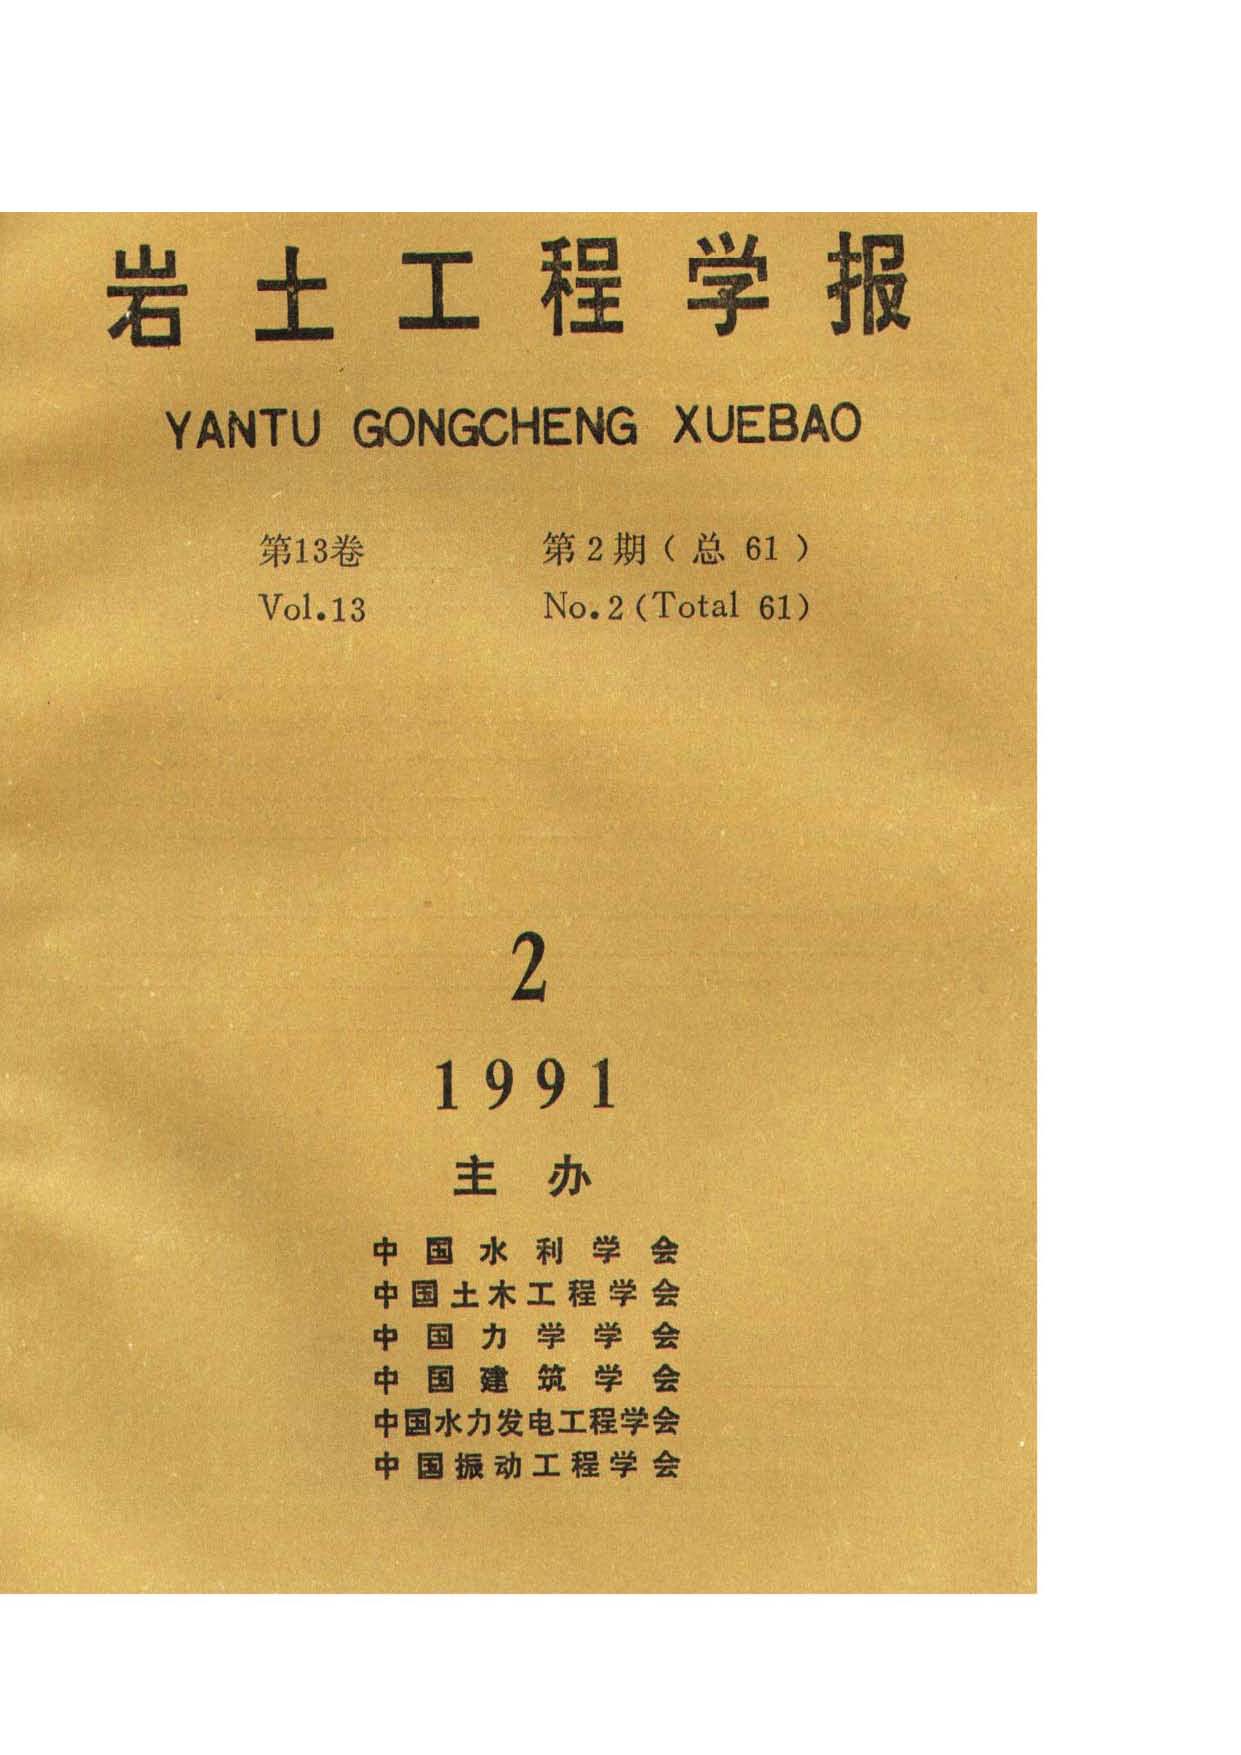 岩土工程学报
YANTU GONGCHENG XUEBAO
第13卷 第2期（总 61）
Vol.13 No.2(Total 61)
2
1991
主办
中国水利学会
中国土木工程学会
中国力学学会
中国建筑学会
中国水力发电工程学会
中国振动工程学会